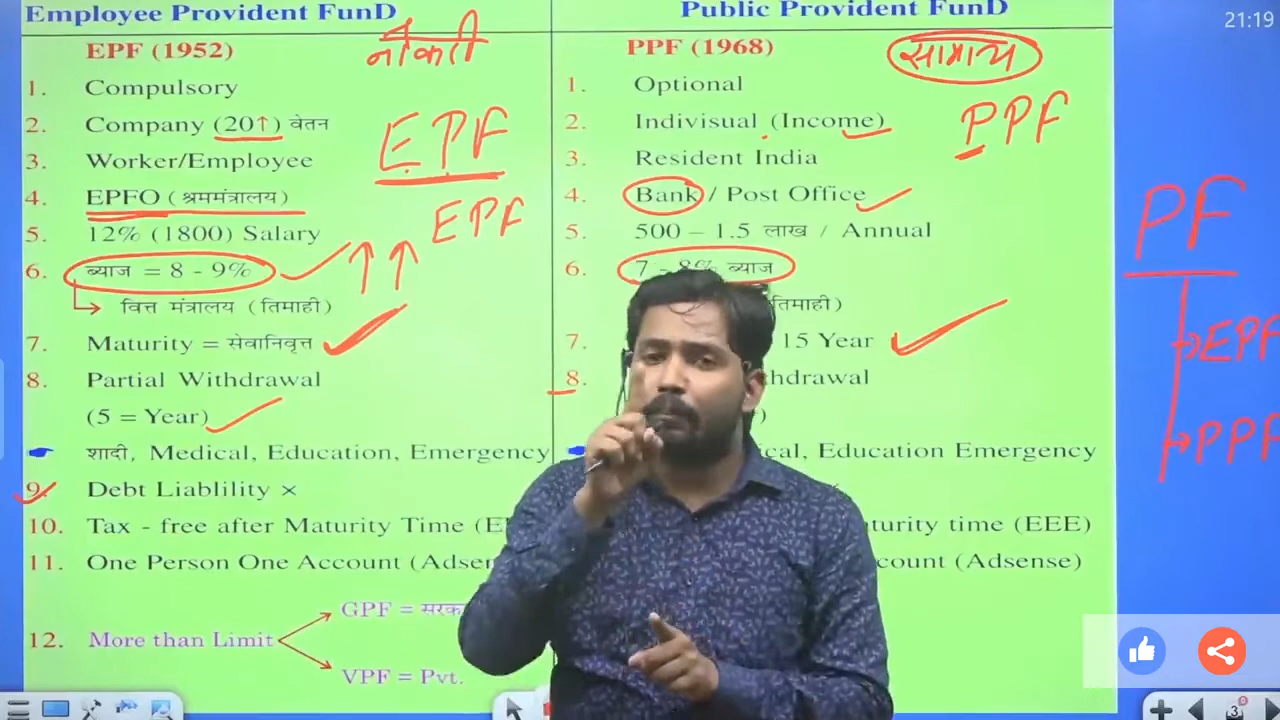 Employee Provident FunD
EPF (1952)
नौकरी
1. Compulsory
2. Company (20↑) वेतन
EPF
3. Worker/Employee
4. EPFO (श्रममंत्रालय)
EPF
5. 12% (1800) Salary
6. ब्याज = 8 - 9%
वित्त मंत्रालय (तिमाही)
7. Maturity = सेवानिवृत्त
8. Partial Withdrawal
(5 = Year)
शादी, Medical, Education, Emergency
9. Debt Liablility ×
10. Tax - free after Maturity Time (E
11. One Person One Account (Adsen
12. More than Limit
GPF = सरक
VPF = Pvt.
Public Provident FunD
21:19
PPF (1968)
सामान्य
1. Optional
2. Indivisual (Income)
PPF
3. Resident India
4. Bank / Post Office
5. 500 – 1.5 लाख / Annual
6. 7 - 8% ब्याज
तिमाही)
7. 15 Year
8. hdrawal
)
cal, Education Emergency
turity time (EEE)
count (Adsense)
PF
EPF
PPF
3